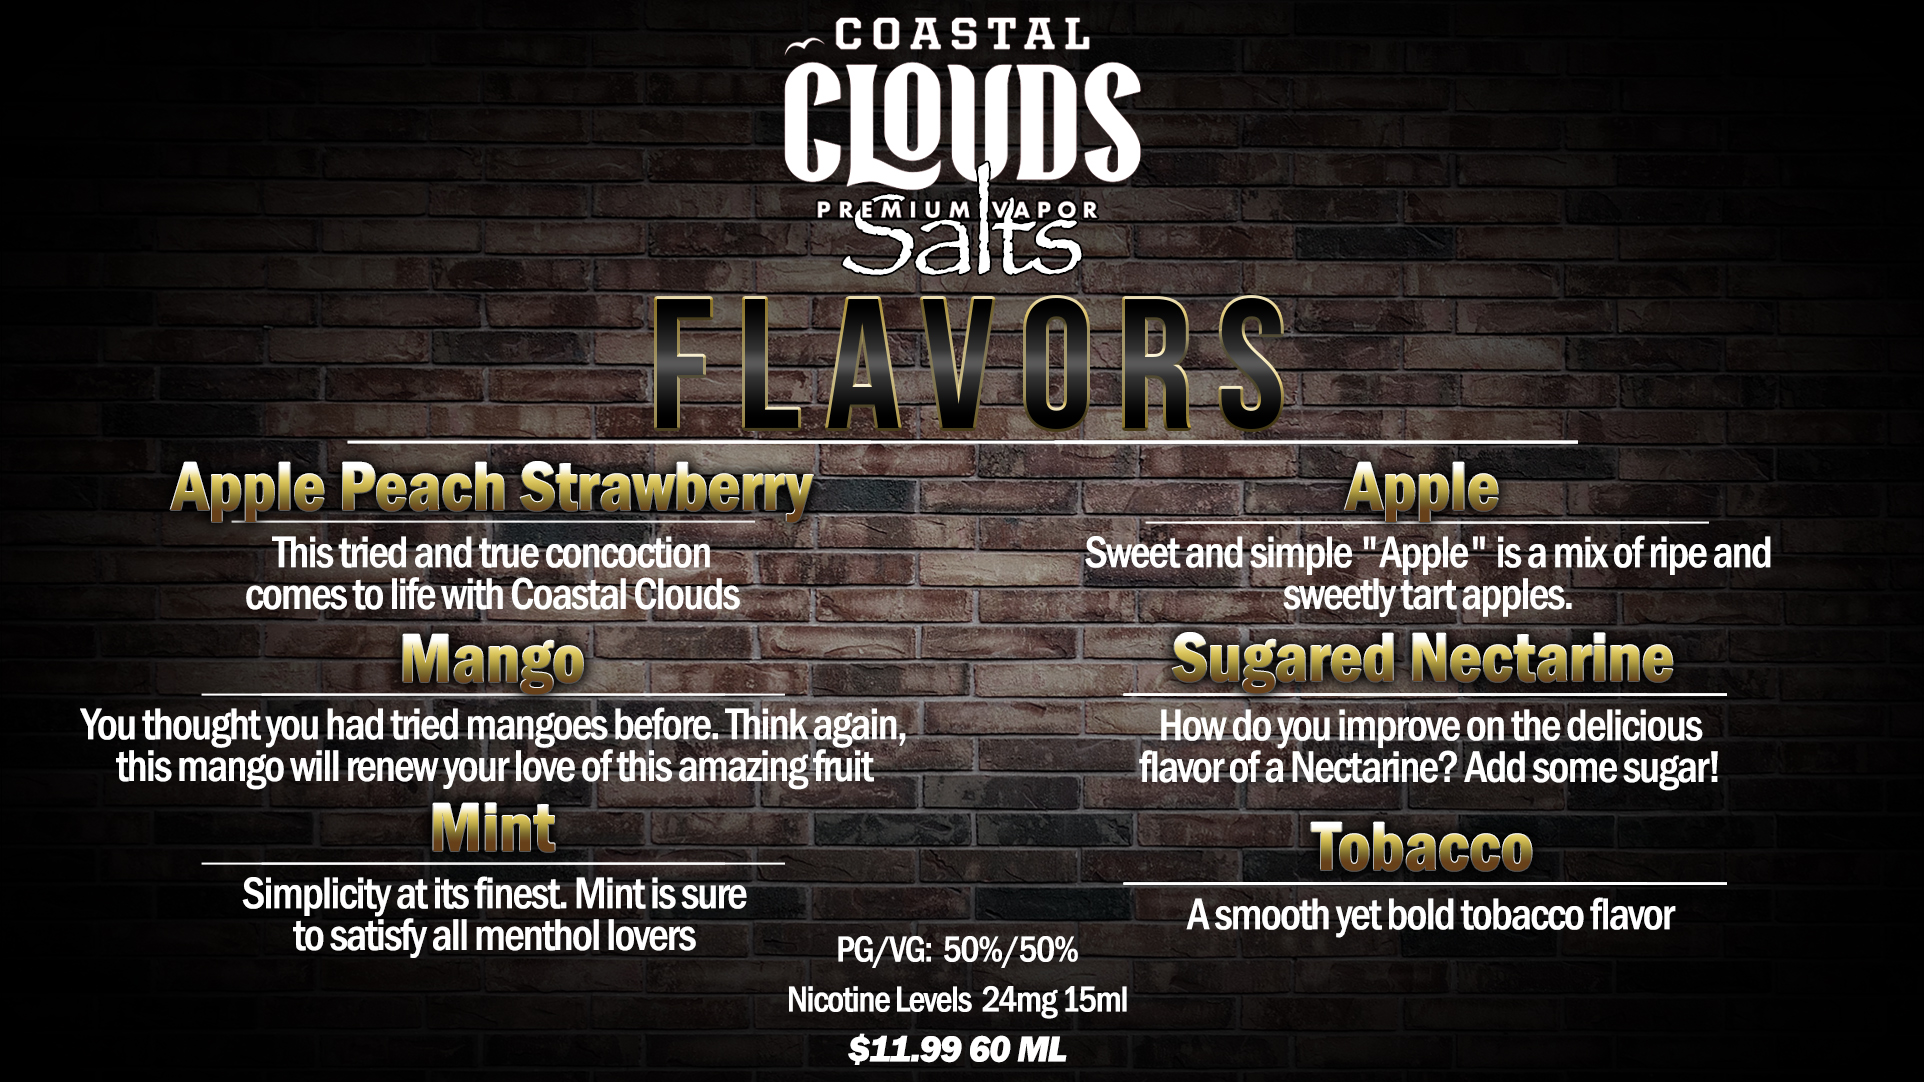 COASTAL
CLOUDS
PREMIUM VAPOR
Salts
FLAVORS
Apple Peach Strawberry
This tried and true concoction
comes to life with Coastal Clouds
Mango
You thought you had tried mangoes before. Think again,
this mango will renew your love of this amazing fruit
Mint
Simplicity at its finest. Mint is sure
to satisfy all menthol lovers
Apple
Sweet and simple "Apple" is a mix of ripe and
sweetly tart apples.
Sugared Nectarine
How do you improve on the delicious
flavor of a Nectarine? Add some sugar!
Tobacco
A smooth yet bold tobacco flavor
PG/VG: 50%/50%
Nicotine Levels 24mg 15ml
$11.99 60 ML